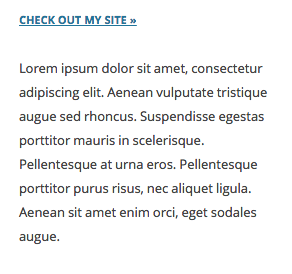 CHECK OUT MY SITE »
Lorem ipsum dolor sit amet, consectetur
adipiscing elit. Aenean vulputate tristique
augue sed rhoncus. Suspendisse egestas
porttitor mauris in scelerisque.
Pellentesque at urna eros. Pellentesque
porttitor purus risus, nec aliquet ligula.
Aenean sit amet enim orci, eget sodales
augue.